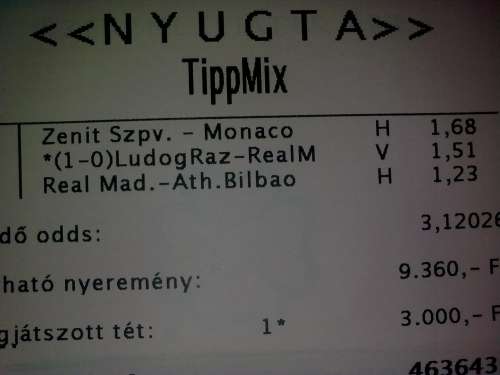 <<NYUGTA>>
TippMix
Zenit Szpv. – Monaco H 1,68
*(1-0)LudogRaz-RealM V 1,51
Real Mad.-Ath.Bilbao H 1,23
dő odds: 3,12026
ható nyeremény: 9.360,- F
gjátszott tét: 1* 3.000,- F
463643